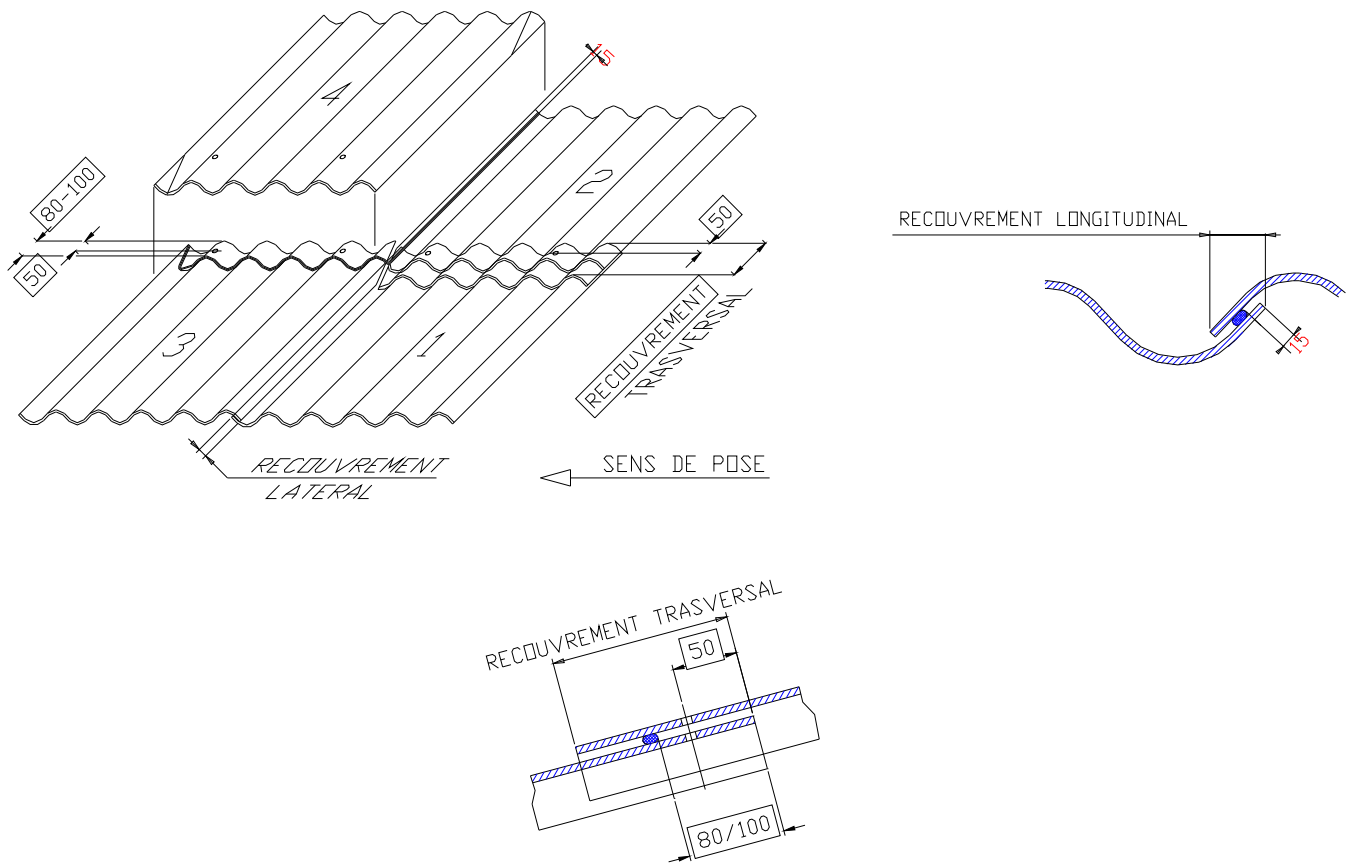 4
15
2
80-100
50
50
3
1
RECOUVREMENT
TRASVERSAL
RECOUVREMENT
LATERAL
SENS DE POSE
RECOUVREMENT LONGITUDINAL
15
RECOUVREMENT TRASVERSAL
50
80/100